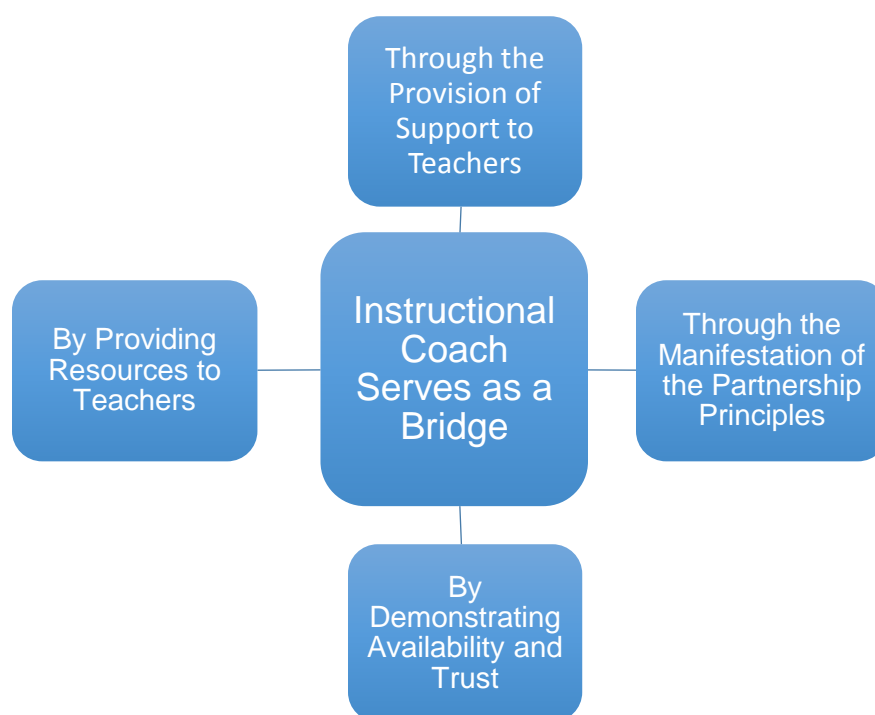 Through the
Provision of
Support to
Teachers
By Providing
Resources to
Teachers
Instructional
Coach
Serves as a
Bridge
Through the
Manifestation of
the Partnership
Principles
By
Demonstrating
Availability and
Trust